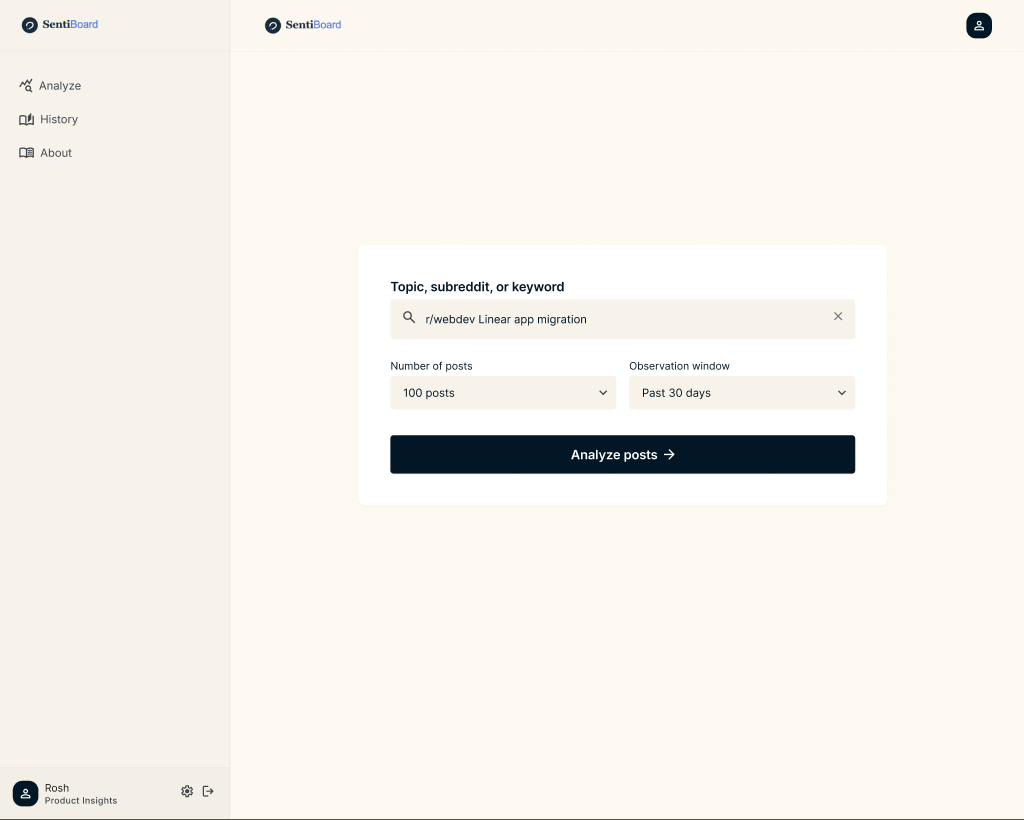 SentiBoard
SentiBoard
Analyze
History
About
Topic, subreddit, or keyword
r/webdev Linear app migration
Number of posts
Observation window
100 posts
Past 30 days
Analyze posts →
Rosh
Product Insights